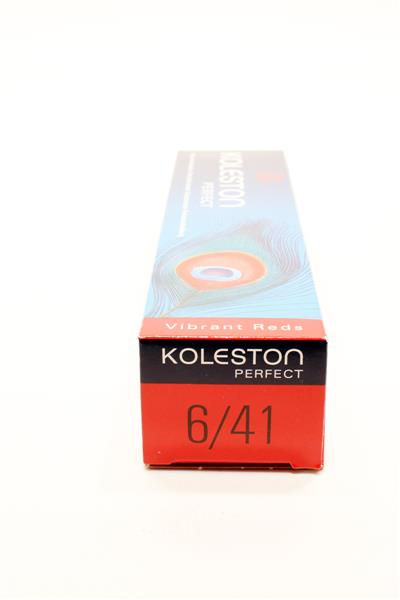 KOLESTON
PERFECT
Vibrant Reds
KOLESTON
PERFECT
6/41